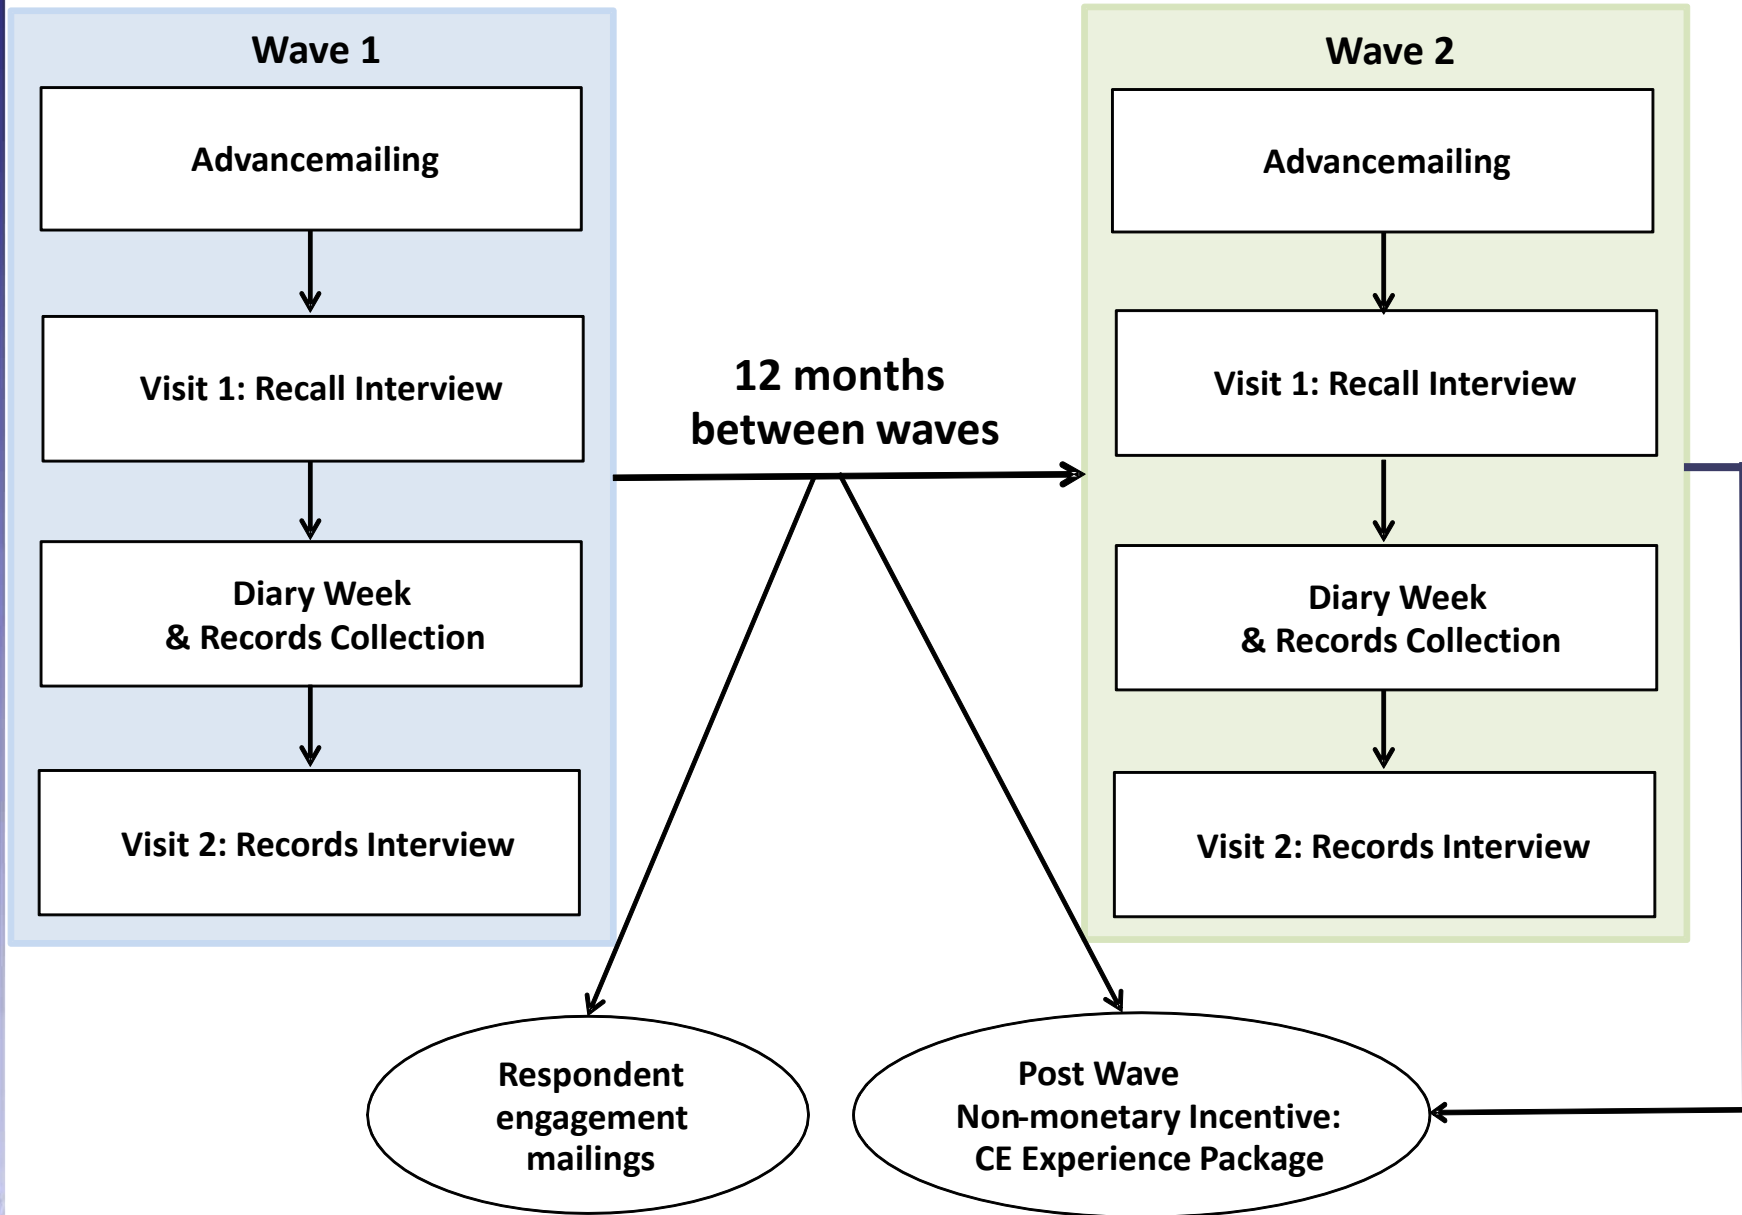 Wave 1
Advancemailing
Visit 1: Recall Interview
Diary Week
& Records Collection
Visit 2: Records Interview
12 months
between waves
Wave 2
Advancemailing
Visit 1: Recall Interview
Diary Week
& Records Collection
Visit 2: Records Interview
Respondent
engagement
mailings
Post Wave
Non-monetary Incentive:
CE Experience Package